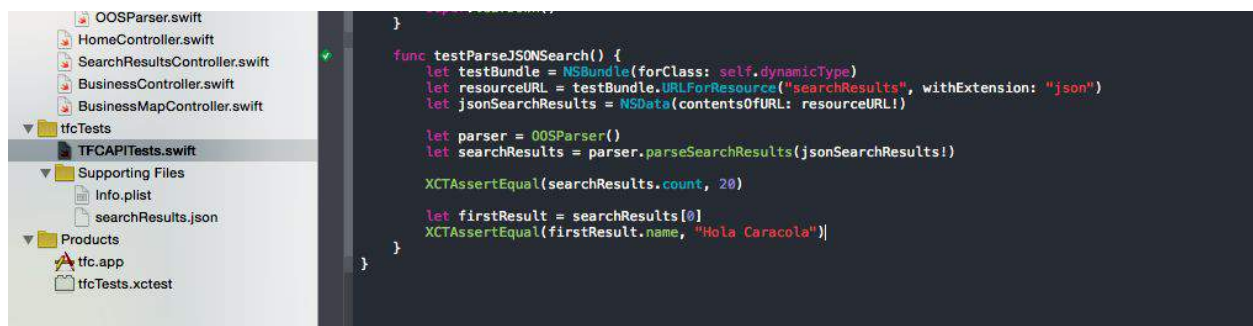 OOSParser.swift
HomeController.swift
SearchResultsController.swift
BusinessController.swift
BusinessMapController.swift
tfcTests
TFCAPITests.swift
Supporting Files
Info.plist
searchResults.json
Products
tfc.app
tfcTests.xctest
}
func testParseJSONSearch() {
let testBundle = NSBundle(forClass: self.dynamicType)
let resourceURL = testBundle.URLForResource("searchResults", withExtension: "json")
let jsonSearchResults = NSData(contentsOfURL: resourceURL!)
let parser = OOSParser()
let searchResults = parser.parseSearchResults(jsonSearchResults!)
XCTAssertEqual(searchResults.count, 20)
let firstResult = searchResults[0]
XCTAssertEqual(firstResult.name, "Hola Caracola")
}
}